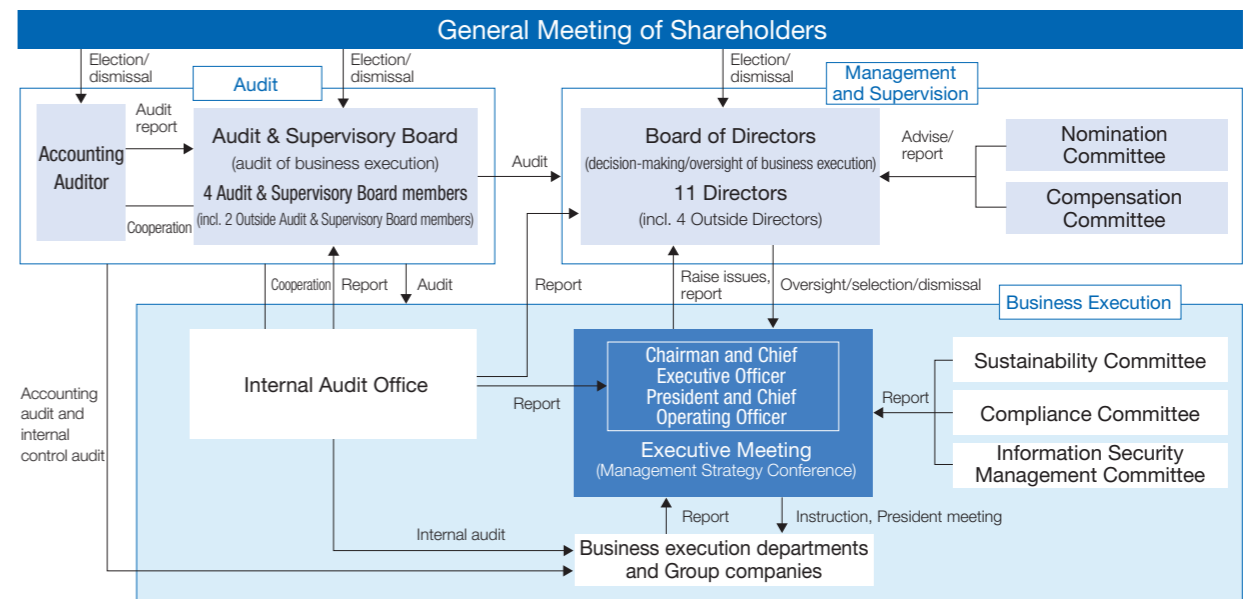 General Meeting of Shareholders
Election/
dismissal
Election/
dismissal
Election/
dismissal
Audit
Management
and Supervision
Accounting
Auditor
Audit
report
Cooperation
Audit & Supervisory Board
(audit of business execution)
4 Audit & Supervisory Board members
(incl. 2 Outside Audit & Supervisory Board members)
Audit
Board of Directors
(decision-making/oversight of business execution)
11 Directors
(incl. 4 Outside Directors)
Advise/
report
Nomination
Committee
Compensation
Committee
Cooperation
Report
Audit
Report
Raise issues,
report
Oversight/selection/dismissal
Business Execution
Accounting
audit and
internal
control audit
Internal Audit Office
Report
Chairman and Chief
Executive Officer
President and Chief
Operating Officer
Executive Meeting
(Management Strategy Conference)
Report
Sustainability Committee
Compliance Committee
Information Security
Management Committee
Internal audit
Report
Instruction, President meeting
Business execution departments
and Group companies